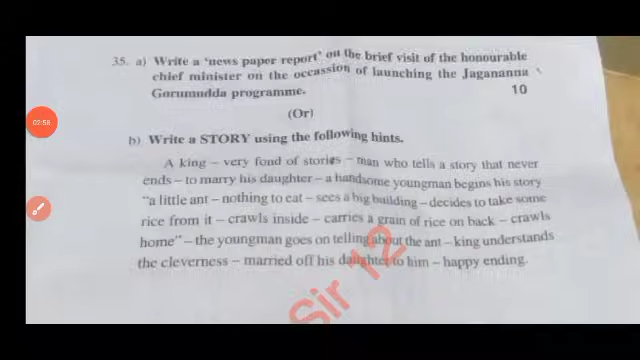 35. a) Write a 'news paper report' on the brief visit of the honourable
chief minister on the occassion of launching the Jagananna
Gorumudda programme. 10
(Or)
b) Write a STORY using the following hints.
A king – very fond of stories – man who tells a story that never
ends – to marry his daughter – a handsome youngman begins his story
"a little ant – nothing to eat – sees a big building – decides to take some
rice from it – crawls inside – carries a grain of rice on back – crawls
home" – the youngman goes on telling about the ant – king understands
the cleverness – married off his daughter to him – happy ending.
Sir 12
02:58